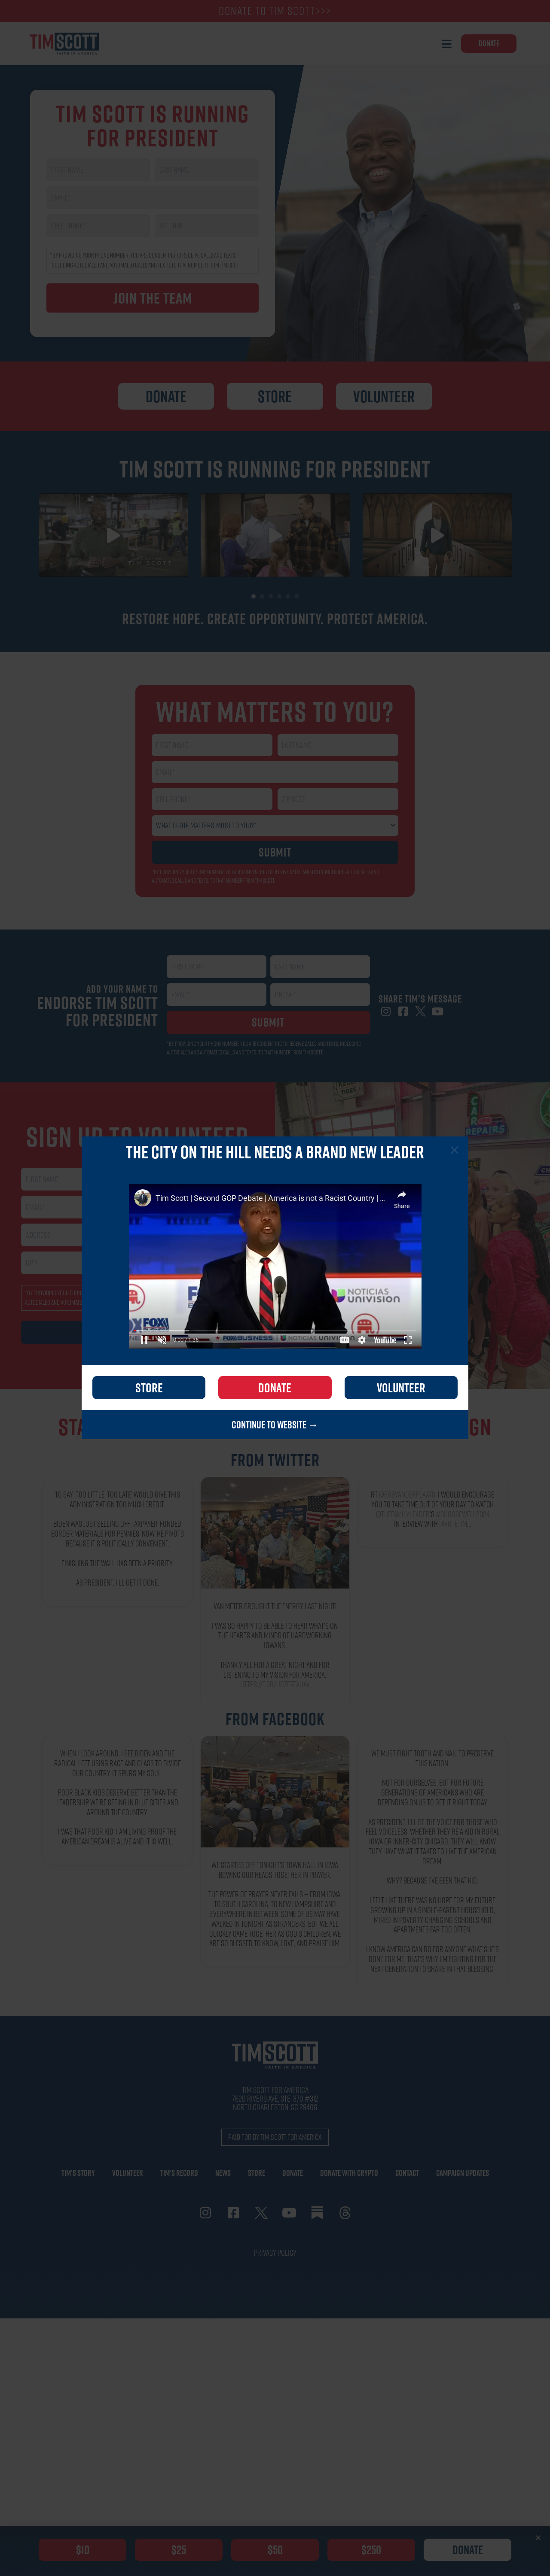 DONATE TO TIM SCOTT>>>
TIM SCOTT
FAITH IN AMERICA
DONATE
TIM SCOTT IS RUNNING
FOR PRESIDENT
JOIN THE TEAM
DONATE
STORE
VOLUNTEER
TIM SCOTT IS RUNNING FOR PRESIDENT
RESTORE HOPE. CREATE OPPORTUNITY. PROTECT AMERICA.
WHAT MATTERS TO YOU?
WHAT ISSUE MATTERS MOST TO YOU?*
SUBMIT
ADD YOUR NAME TO
ENDORSE TIM SCOTT
FOR PRESIDENT
SUBMIT
SHARE TIM'S MESSAGE
SIGN UP TO VOLUNTEER
CAR
REPAIRS
THE CITY ON THE HILL NEEDS A BRAND NEW LEADER
Tim Scott | Second GOP Debate | America is not a Racist Country | ...
Share
NOTICIAS
UNIVISION
YouTube
STORE
DONATE
VOLUNTEER
CONTINUE TO WEBSITE →
FROM TWITTER
TO SAY 'TOO LITTLE, TOO LATE' WOULD GIVE THIS
ADMINISTRATION TOO MUCH CREDIT.
BIDEN WAS JUST SELLING OFF TAXPAYER-FUNDED
BORDER MATERIALS FOR PENNIES. NOW, HE PIVOTS
BECAUSE IT'S POLITICALLY CONVENIENT.
FINISHING THE WALL HAS BEEN A PRIORITY.
AS PRESIDENT, I'LL GET IT DONE.
VAN METER BROUGHT THE ENERGY LAST NIGHT!
I WAS SO HAPPY TO BE ABLE TO HEAR WHAT'S ON
THE HEARTS AND MINDS OF HARDWORKING
IOWANS.
THANK Y'ALL FOR A GREAT NIGHT AND FOR
LISTENING TO MY VISION FOR AMERICA.
I WOULD ENCOURAGE
YOU TO TAKE TIME OUT OF YOUR DAY TO WATCH
INTERVIEW WITH
FROM FACEBOOK
WHEN I LOOK AROUND, I SEE BIDEN AND THE
RADICAL LEFT USING RACE AND CLASS TO DIVIDE
OUR COUNTRY. IT SPOILS MY SOUL.
POOR BLACK KIDS DESERVE BETTER THAN THE
LEADERSHIP WE'RE SEEING IN BLUE CITIES AND
AROUND THE COUNTRY.
I WAS THAT POOR KID. I AM LIVING PROOF THE
AMERICAN DREAM IS ALIVE AND IT IS WELL.
WE STARTED OFF TONIGHT'S TOWN HALL IN IOWA
BOWING OUR HEADS TOGETHER IN PRAYER.
THE POWER OF PRAYER NEVER FAILS — FROM IOWA,
TO SOUTH CAROLINA, TO NEW HAMPSHIRE AND
EVERYWHERE IN BETWEEN. SOME OF US MAY HAVE
WALKED IN TONIGHT AS STRANGERS, BUT WE ALL
QUICKLY CAME TOGETHER AS GOD'S CHILDREN. WE
ARE SO BLESSED TO KNOW, LOVE, AND PRAISE HIM
WE MUST FIGHT TOOTH AND NAIL TO PRESERVE
THIS NATION.
NOT FOR OURSELVES, BUT FOR FUTURE
GENERATIONS OF AMERICANS WHO ARE
DEPENDING ON US TO GET IT RIGHT TODAY.
AS PRESIDENT, I'LL BE THE VOICE FOR THOSE WHO
FEEL VOICELESS. WHETHER THEY'RE A KID IN RURAL
IOWA OR INNER-CITY CHICAGO, THEY WILL KNOW
THEY HAVE WHAT IT TAKES TO LIVE THE AMERICAN
DREAM.
WHY? BECAUSE I'VE BEEN THAT KID.
I FELT LIKE THERE WAS NO HOPE FOR MY FUTURE
GROWING UP IN A SINGLE-PARENT HOUSEHOLD,
MIRED IN POVERTY, CHANGING SCHOOLS AND
APARTMENTS FAR TOO OFTEN.
I KNOW AMERICA CAN DO FOR ANYONE WHAT SHE'S
DONE FOR ME. THAT'S WHY I'M FIGHTING FOR THE
NEXT GENERATION TO SHARE IN THAT BLESSING.
TIM SCOTT
FAITH IN AMERICA
TIM SCOTT FOR AMERICA
NORTH CHARLESTON, SC 29406
PAID FOR BY TIM SCOTT FOR AMERICA
TIM'S STORY
VOLUNTEER
TIM'S RECORD
NEWS
STORE
DONATE
DONATE WITH CRYPTO
CONTACT
CAMPAIGN UPDATES
PRIVACY POLICY
$10
$25
$50
$250
DONATE